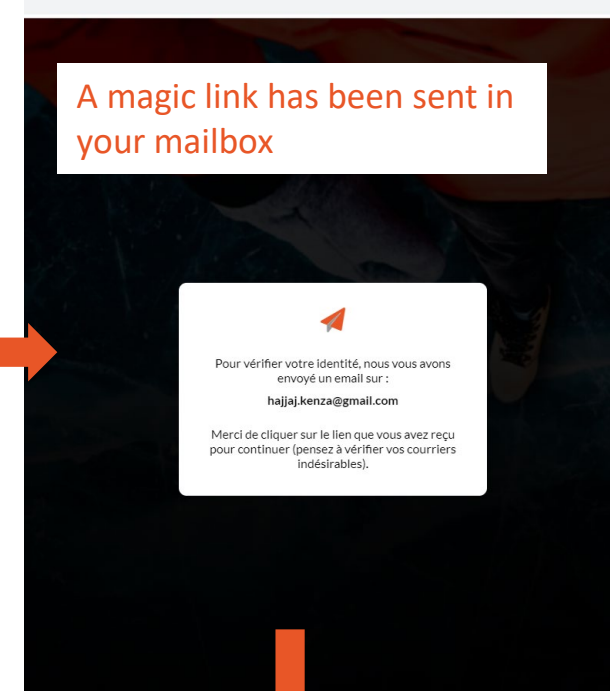 A magic link has been sent in
your mailbox
Pour vérifier votre identité, nous vous avons
envoyé un email sur :
hajjaj.kenza@gmail.com
Merci de cliquer sur le lien que vous avez reçu
pour continuer (pensez à vérifier vos courriers
indésirables).